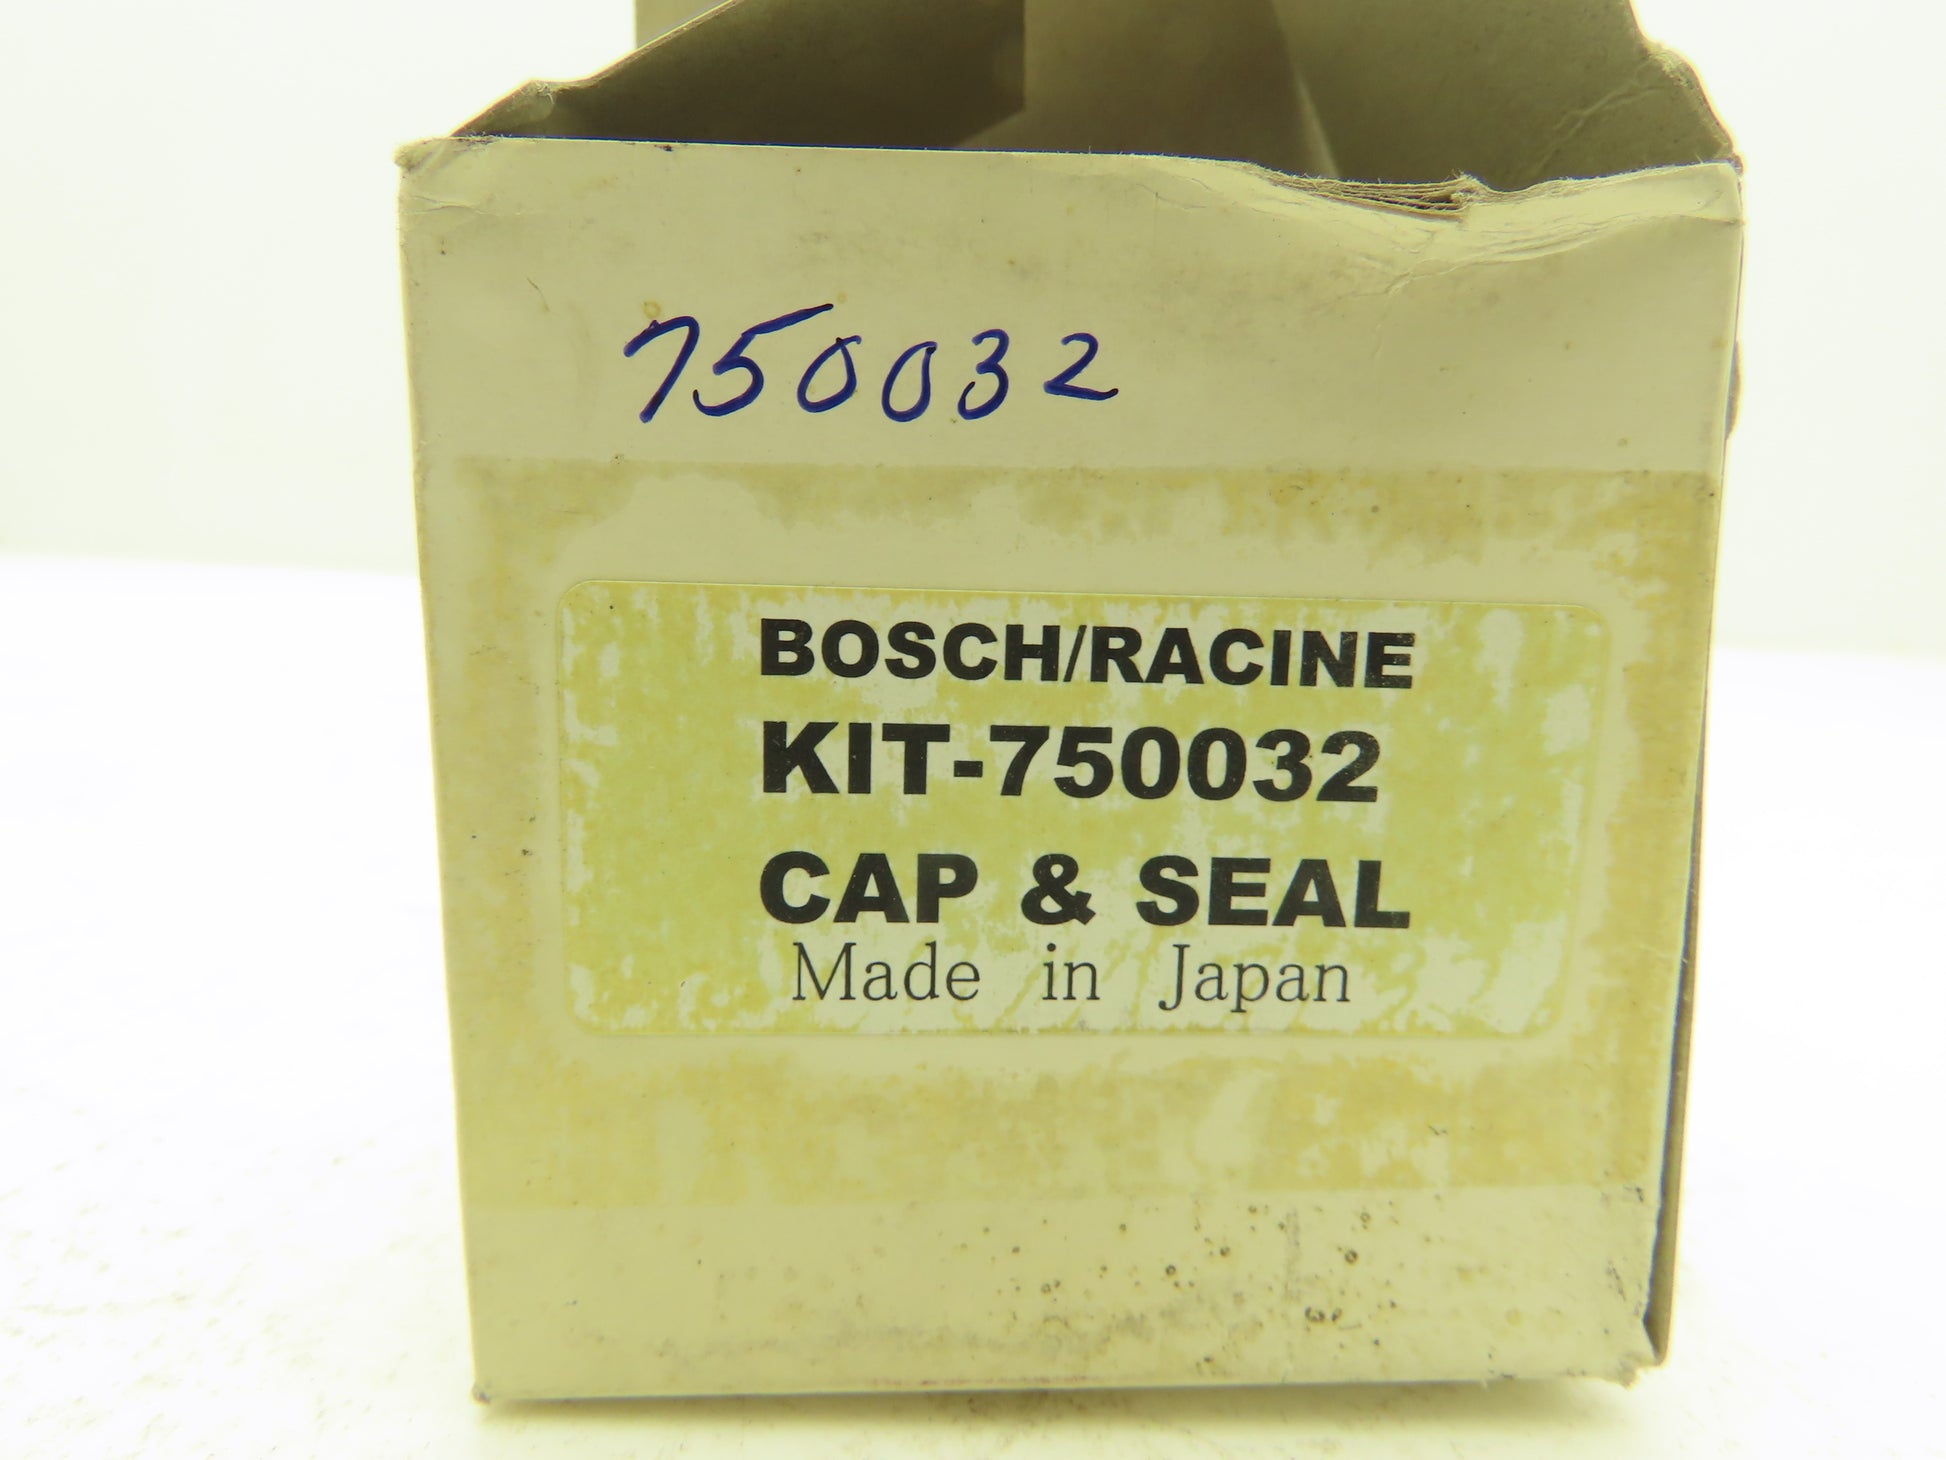 750032
BOSCH/RACINE
KIT-750032
CAP & SEAL
Made in Japan